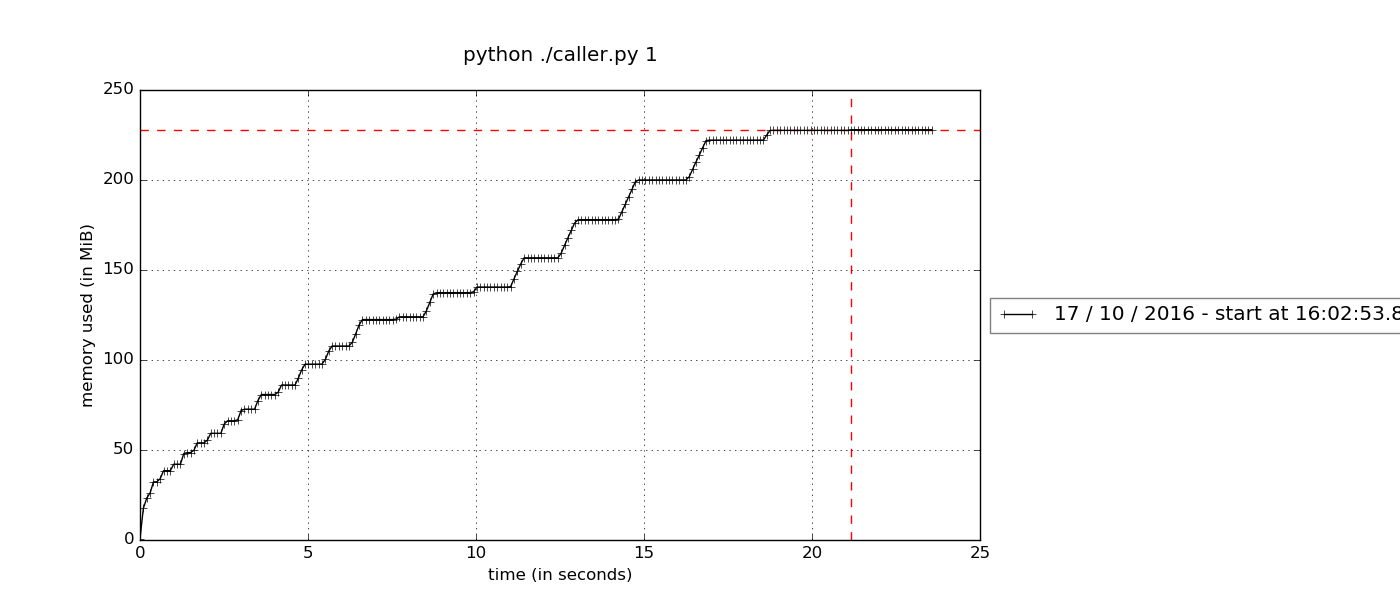 python ./caller.py 1
250
200
150
100
50
0
memory used (in MiB)
0 5 10 15 20 25
time (in seconds)
17 / 10 / 2016 - start at 16:02:53.8